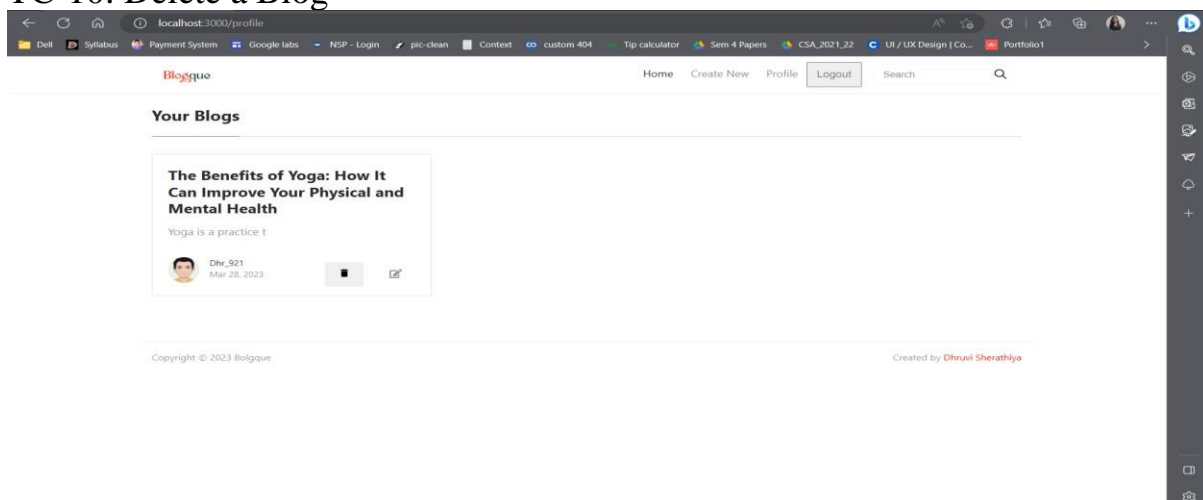 TC-10: Delete a Blog
localhost:3000/profile
Dell Syllabus Payment System Google labs NSP - Login pic-clean Context custom 404 Tip calculator Sem 4 Papers CSA_2021_22 UI / UX Design | Co... Portfolio1
Blogque Home Create New Profile Logout Search
Your Blogs
The Benefits of Yoga: How It
Can Improve Your Physical and
Mental Health
Yoga is a practice t
Dhr_921
Mar 28, 2023
Copyright © 2023 Bolgque Created by Dhruvi Sherathiya